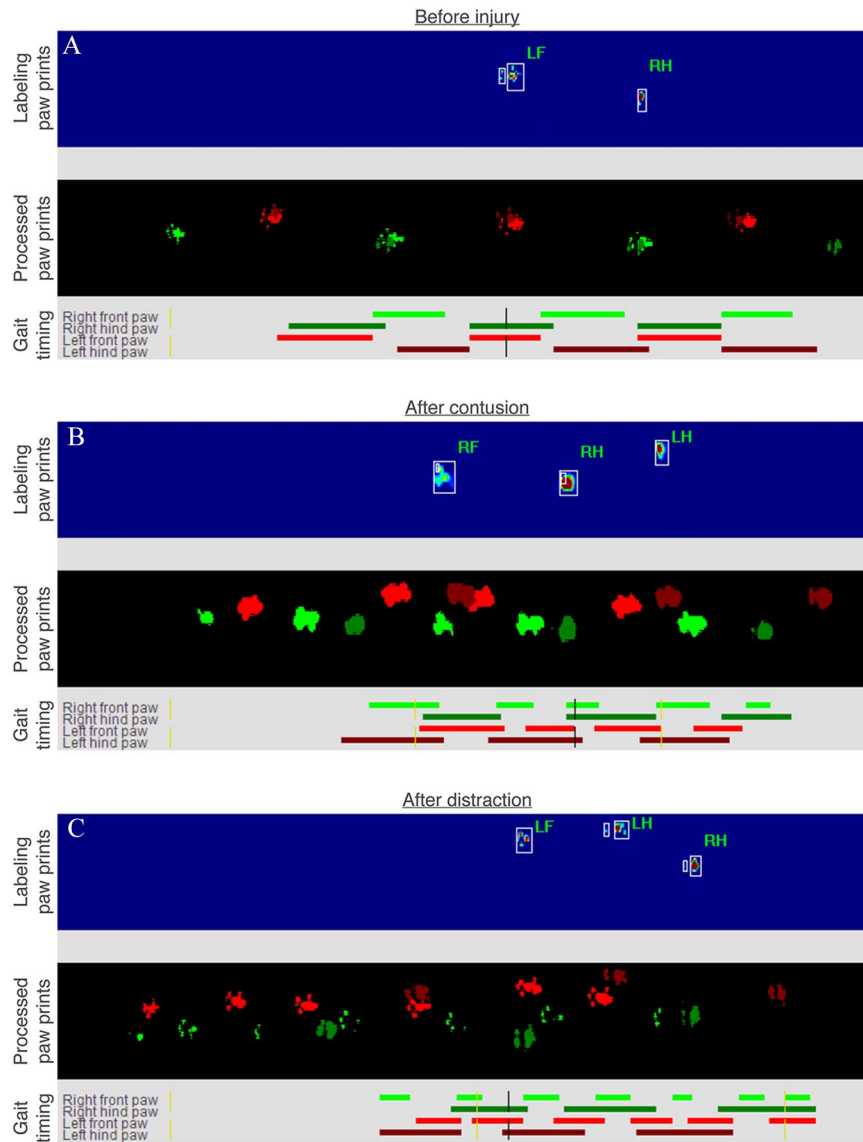 Before injury
A
Labeling
paw prints
LF
RH
Processed
paw prints
Gait
timing
Right front paw
Right hind paw
Left front paw
Left hind paw
After contusion
B
Labeling
paw prints
RF
RH
LH
Processed
paw prints
Gait
timing
Right front paw
Right hind paw
Left front paw
Left hind paw
After distraction
C
Labeling
paw prints
LF
LH
RH
Processed
paw prints
Gait
timing
Right front paw
Right hind paw
Left front paw
Left hind paw